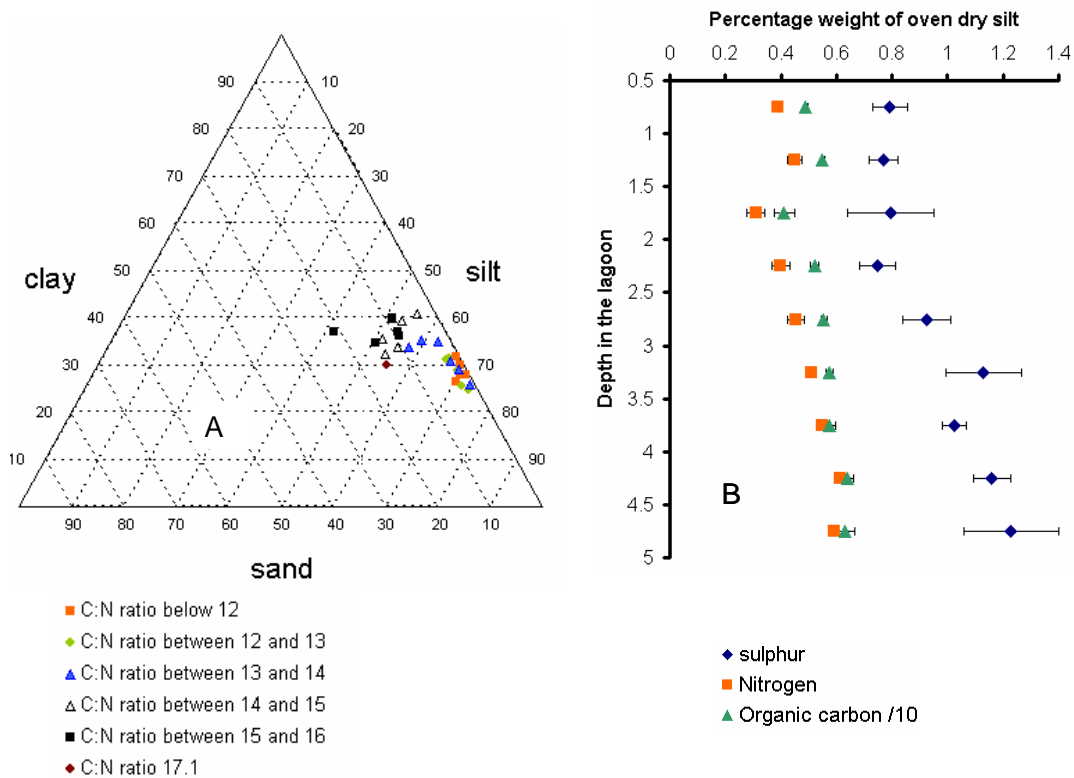 Percentage weight of oven dry silt
0 0.2 0.4 0.6 0.8 1 1.2 1.4
0.5
1
1.5
2
2.5
3
3.5
4
4.5
5
Depth in the lagoon
B
sulphur
Nitrogen
Organic carbon /10
90 10
80 20
70 30
60 40
50 50
40 60
30 70
20 80
10 90
clay
silt
A
90 80 70 60 50 40 30 20 10
sand
C:N ratio below 12
C:N ratio between 12 and 13
C:N ratio between 13 and 14
C:N ratio between 14 and 15
C:N ratio between 15 and 16
C:N ratio 17.1